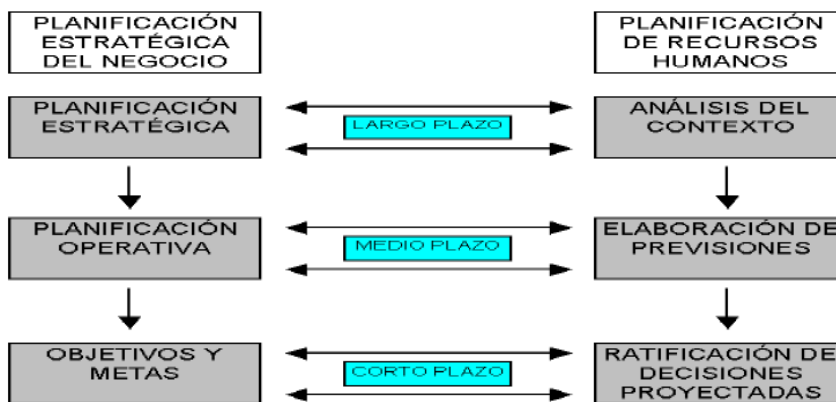 PLANIFICACIÓN
ESTRATÉGICA
DEL NEGOCIO
PLANIFICACIÓN
DE RECURSOS
HUMANOS
PLANIFICACIÓN
ESTRATÉGICA
LARGO PLAZO
ANÁLISIS DEL
CONTEXTO
PLANIFICACIÓN
OPERATIVA
MEDIO PLAZO
ELABORACIÓN DE
PREVISIONES
OBJETIVOS Y
METAS
CORTO PLAZO
RATIFICACIÓN DE
DECISIONES
PROYECTADAS